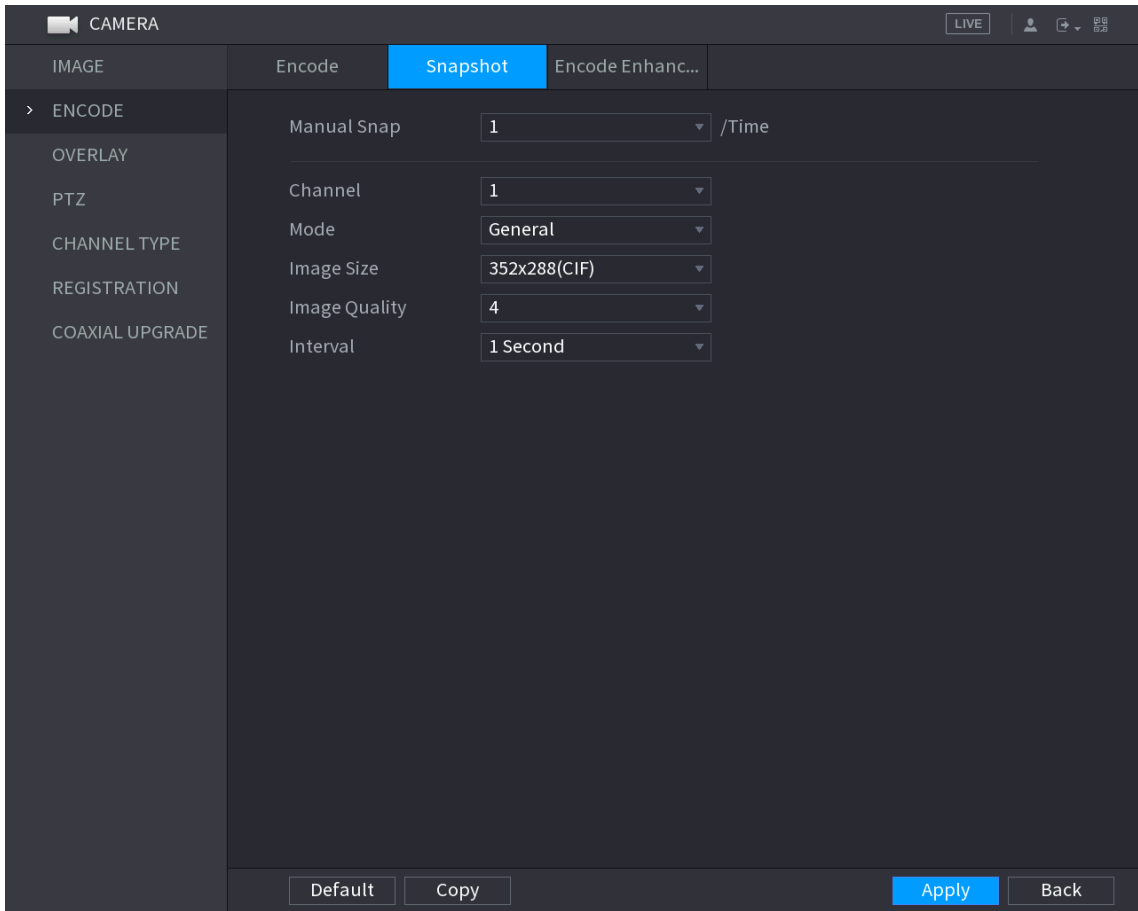 CAMERA
LIVE
IMAGE
ENCODE
OVERLAY
PTZ
CHANNEL TYPE
REGISTRATION
COAXIAL UPGRADE
Encode Snapshot Encode Enhanc...
Manual Snap 1 /Time
Channel 1
Mode General
Image Size 352x288(CIF)
Image Quality 4
Interval 1 Second
Default Copy Apply Back